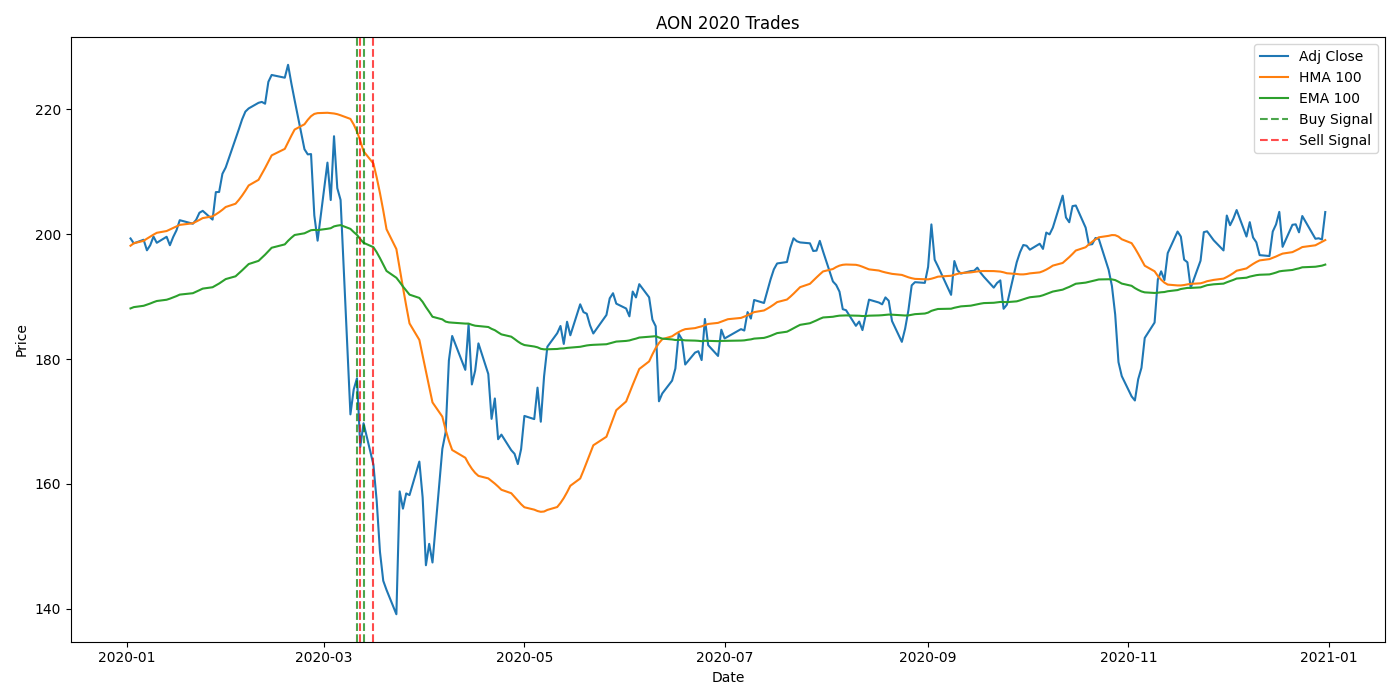 AON 2020 Trades
Adj Close
HMA 100
EMA 100
Buy Signal
Sell Signal
Price
220
200
180
160
140
2020-01
2020-03
2020-05
2020-07
2020-09
2020-11
2021-01
Date